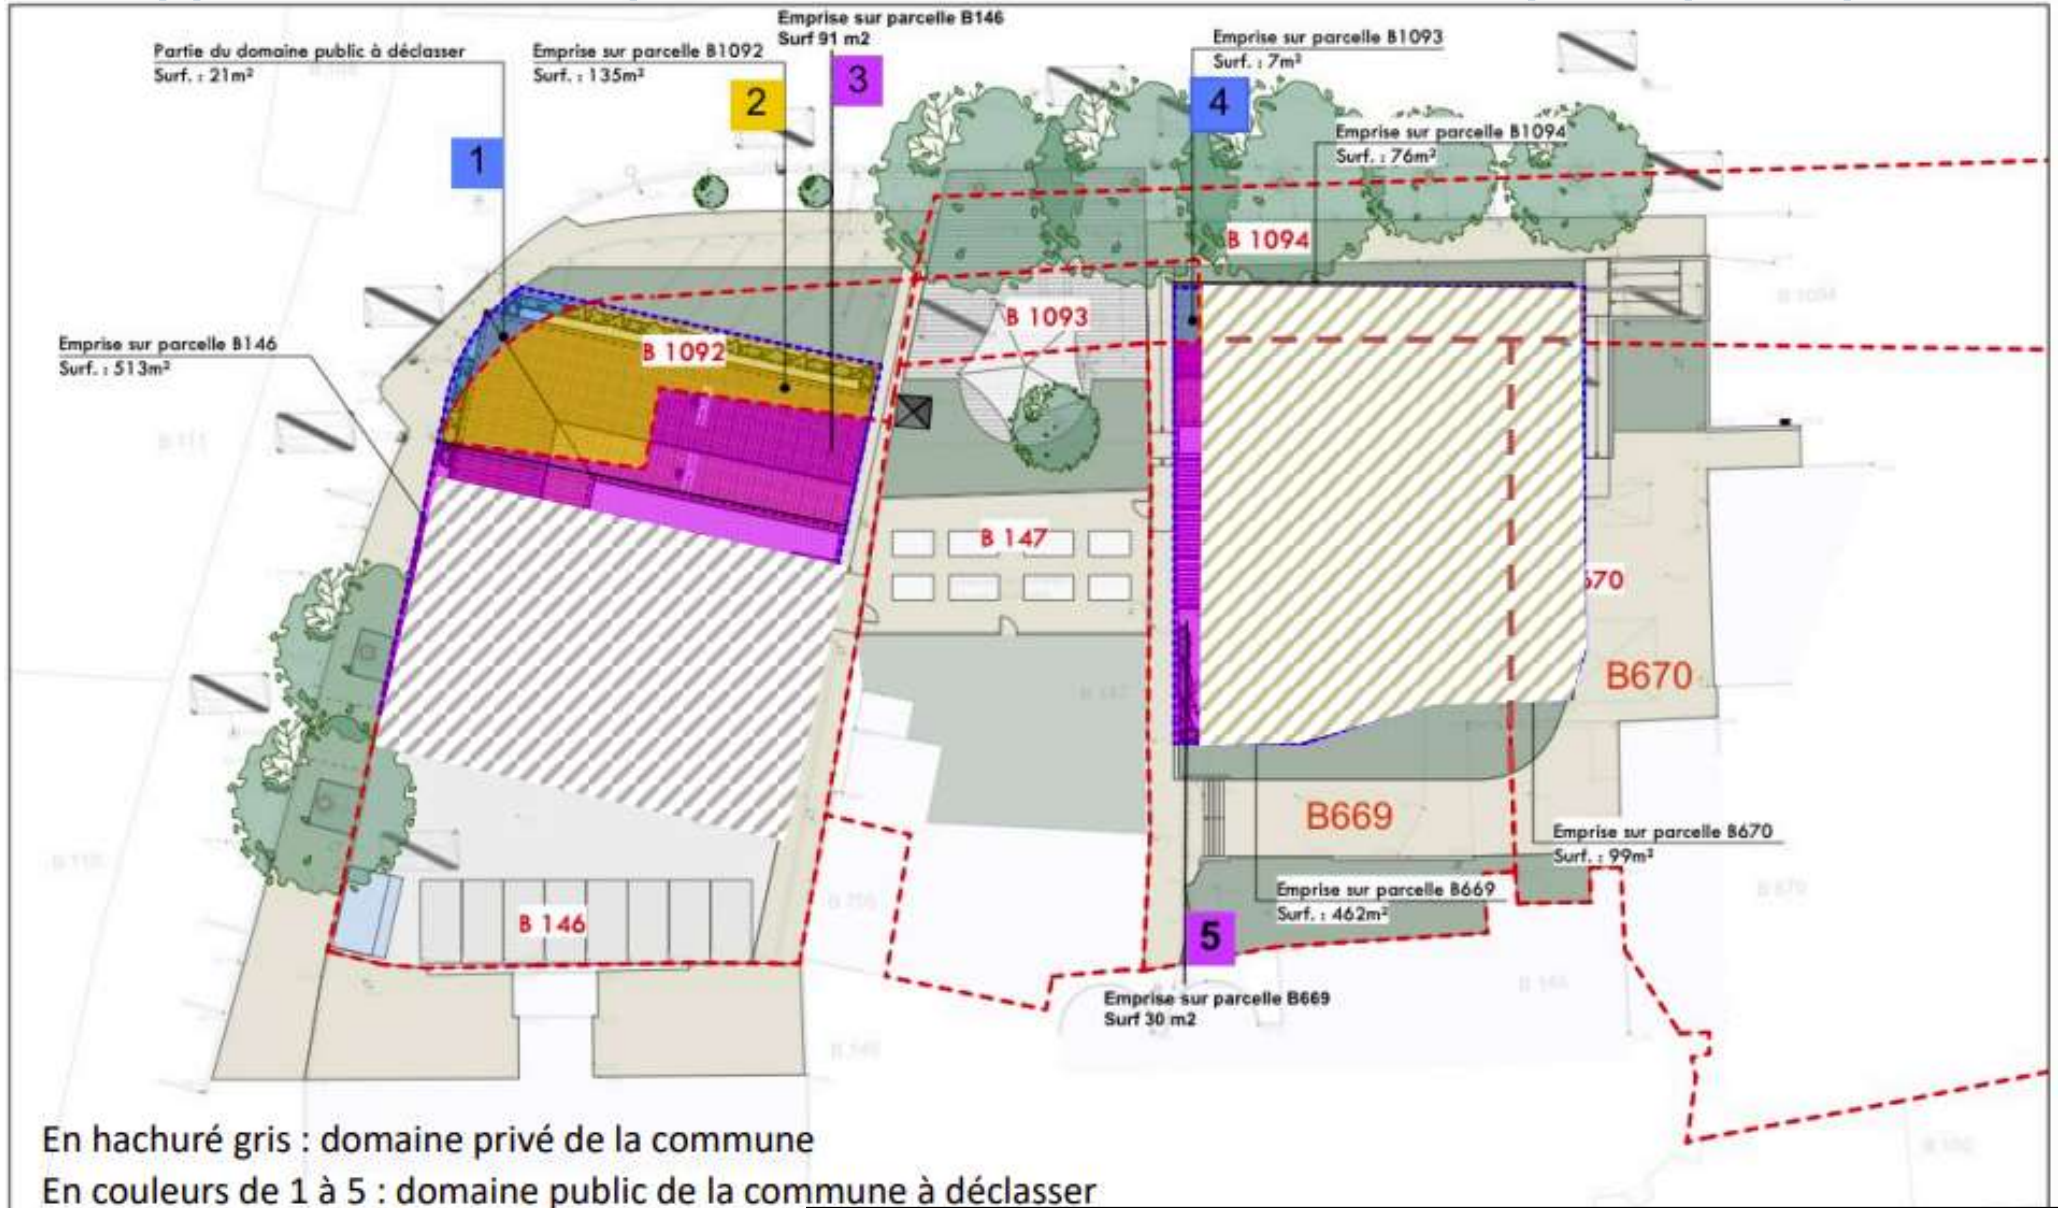 Emprise sur parcelle B146
Surf 91 m2
Partie du domaine public à déclasser
Surf. : 21m²
Emprise sur parcelle B1092
Surf. : 135m²
Emprise sur parcelle B1093
Surf. : 7m²
3
2
4
1
Emprise sur parcelle B1094
Surf. : 76m²
B 1094
B 1093
B 1092
Emprise sur parcelle B146
Surf. : 513m²
B 1094
B 111
B 147
670
B670
B 147
B669
Emprise sur parcelle B670
Surf. : 99m²
Emprise sur parcelle B669
Surf. : 462m²
B 146
5
B 670
Emprise sur parcelle B669
Surf 30 m2
En hachuré gris : domaine privé de la commune
En couleurs de 1 à 5 : domaine public de la commune à déclasser